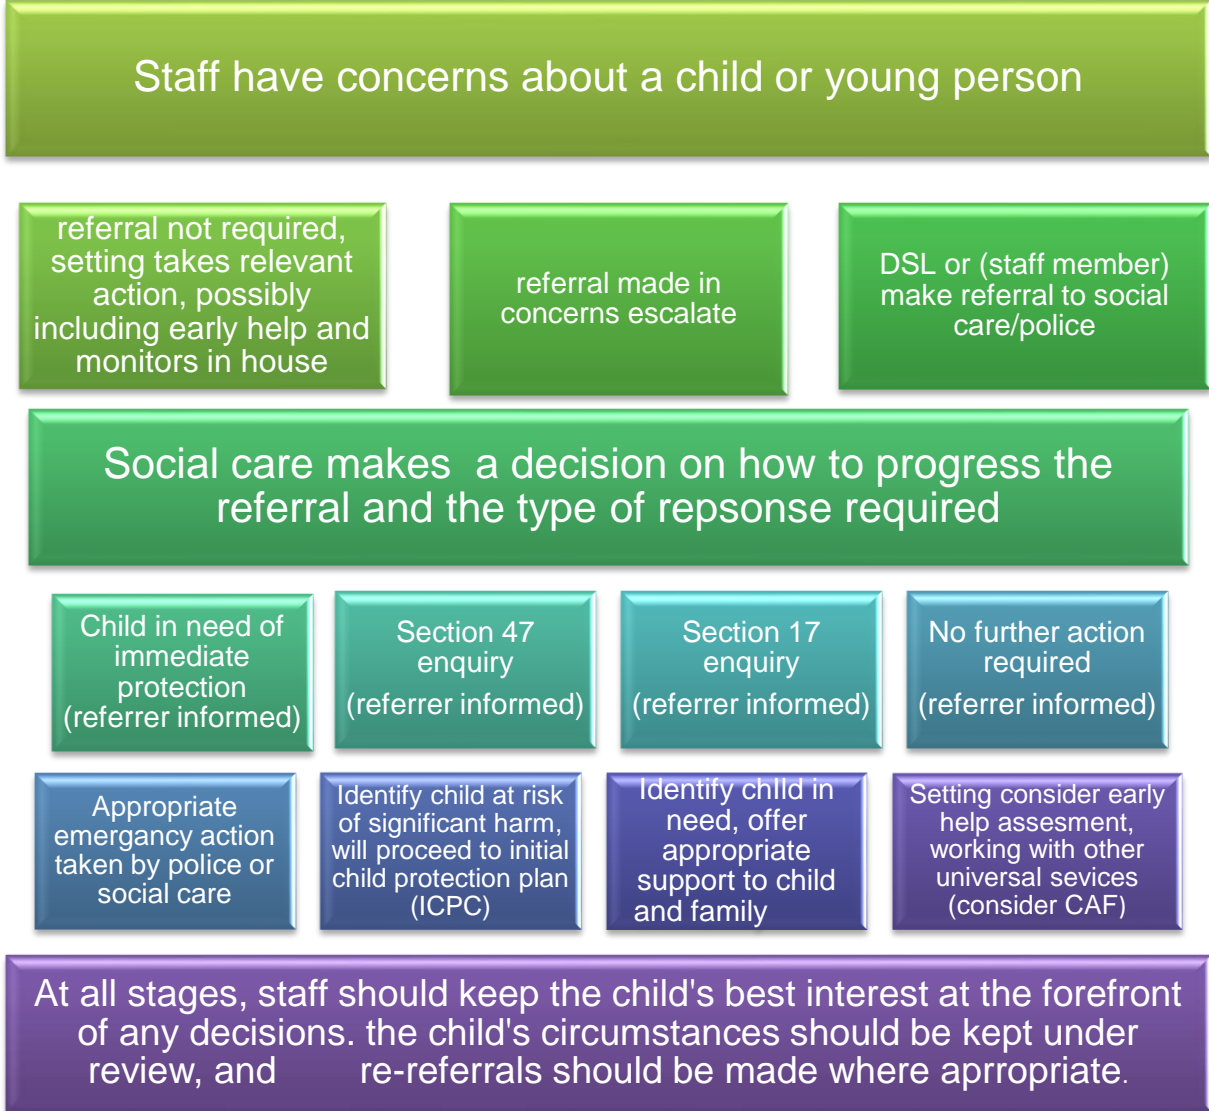 Staff have concerns about a child or young person
referral not required,
setting takes relevant
action, possibly
including early help and
monitors in house
referral made in
concerns escalate
DSL or (staff member)
make referral to social
care/police
Social care makes  a decision on how to progress the
referral and the type of repsonse required
Child in need of
immediate
protection
(referrer informed)
Section 47
enquiry
(referrer informed)
Section 17
enquiry
(referrer informed)
No further action
required
(referrer informed)
Appropriate
emergancy action
taken by police or
social care
Identify child at risk
of significant harm,
will proceed to initial
child protection plan
(ICPC)
Identify chIld in
need, offer
appropriate
support to child
and family
Setting consider early
help assesment,
working with other
universal sevices
(consider CAF)
At all stages, staff should keep the child's best interest at the forefront
of any decisions. the child's circumstances should be kept under
review, and re-referrals should be made where aprropriate.